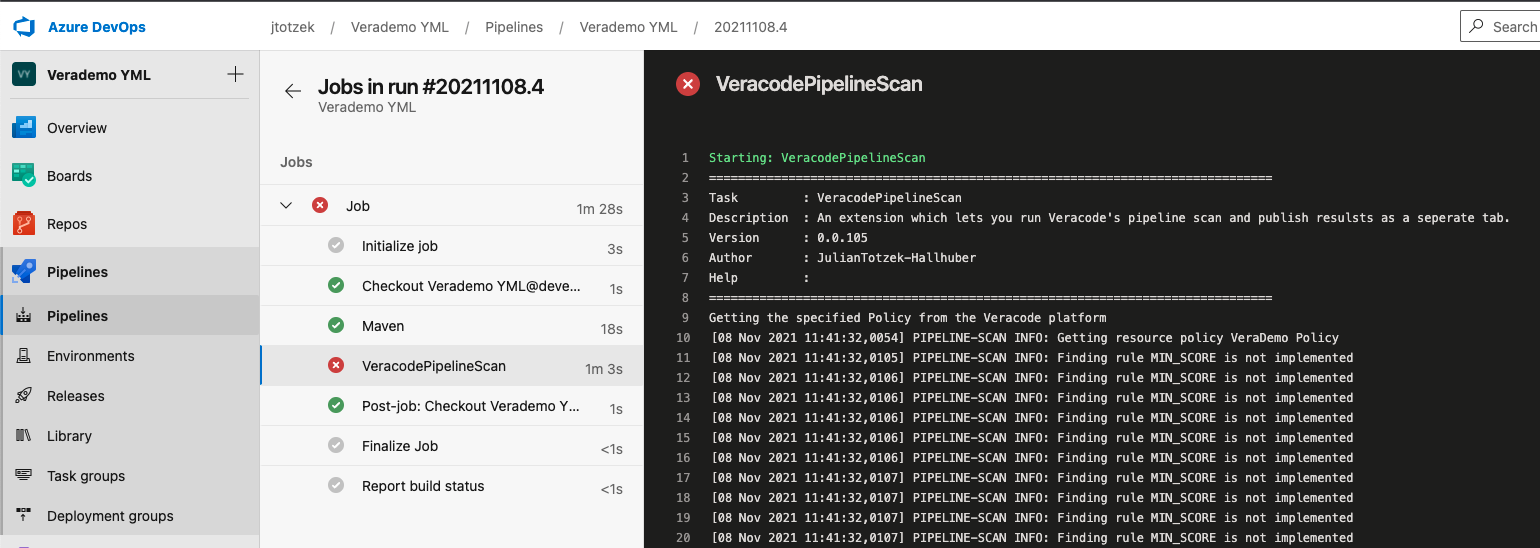 Azure DevOps
jtotzek / Verademo YML / Pipelines / Verademo YML / 20211108.4
Search
VY Verademo YML
Overview
Boards
Repos
Pipelines
Pipelines
Environments
Releases
Library
Task groups
Deployment groups
Jobs in run #20211108.4
Verademo YML
Jobs
Job 1m 28s
Initialize job 3s
Checkout Verademo YML@deve... 1s
Maven 18s
VeracodePipelineScan 1m 3s
Post-job: Checkout Verademo Y... 1s
Finalize Job <1s
Report build status <1s
VeracodePipelineScan
1 Starting: VeracodePipelineScan
2 ==============================================================================
3 Task : VeracodePipelineScan
4 Description : An extension which lets you run Veracode's pipeline scan and publish resulsts as a seperate tab.
5 Version : 0.0.105
6 Author : JulianTotzek-Hallhuber
7 Help :
8 ==============================================================================
9 Getting the specified Policy from the Veracode platform
10 [08 Nov 2021 11:41:32,0054] PIPELINE-SCAN INFO: Getting resource policy VeraDemo Policy
11 [08 Nov 2021 11:41:32,0105] PIPELINE-SCAN INFO: Finding rule MIN_SCORE is not implemented
12 [08 Nov 2021 11:41:32,0106] PIPELINE-SCAN INFO: Finding rule MIN_SCORE is not implemented
13 [08 Nov 2021 11:41:32,0106] PIPELINE-SCAN INFO: Finding rule MIN_SCORE is not implemented
14 [08 Nov 2021 11:41:32,0106] PIPELINE-SCAN INFO: Finding rule MIN_SCORE is not implemented
15 [08 Nov 2021 11:41:32,0106] PIPELINE-SCAN INFO: Finding rule MIN_SCORE is not implemented
16 [08 Nov 2021 11:41:32,0106] PIPELINE-SCAN INFO: Finding rule MIN_SCORE is not implemented
17 [08 Nov 2021 11:41:32,0107] PIPELINE-SCAN INFO: Finding rule MIN_SCORE is not implemented
18 [08 Nov 2021 11:41:32,0107] PIPELINE-SCAN INFO: Finding rule MIN_SCORE is not implemented
19 [08 Nov 2021 11:41:32,0107] PIPELINE-SCAN INFO: Finding rule MIN_SCORE is not implemented
20 [08 Nov 2021 11:41:32,0107] PIPELINE-SCAN INFO: Finding rule MIN_SCORE is not implemented